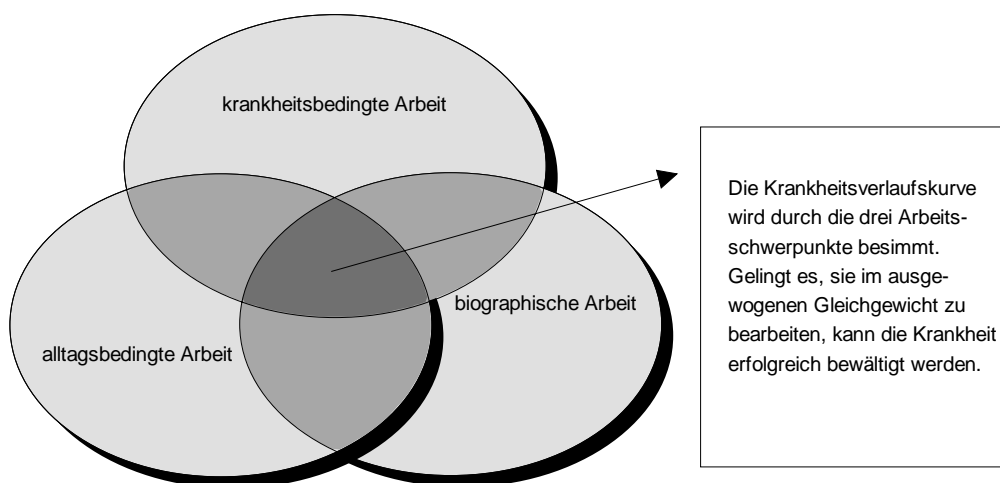 krankheitsbedingte Arbeit
alltagsbedingte Arbeit
biographische Arbeit
Die Krankheitsverlaufskurve
wird durch die drei Arbeits-
schwerpunkte besimmt.
Gelingt es, sie im ausge-
wogenen Gleichgewicht zu
bearbeiten, kann die Krankheit
erfolgreich bewältigt werden.